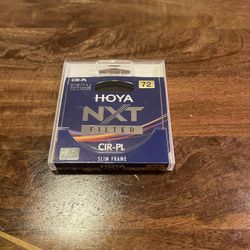 CIR-PL
72
HOYA
NXT
FILTER
CIR-PL
SLIM FRAME